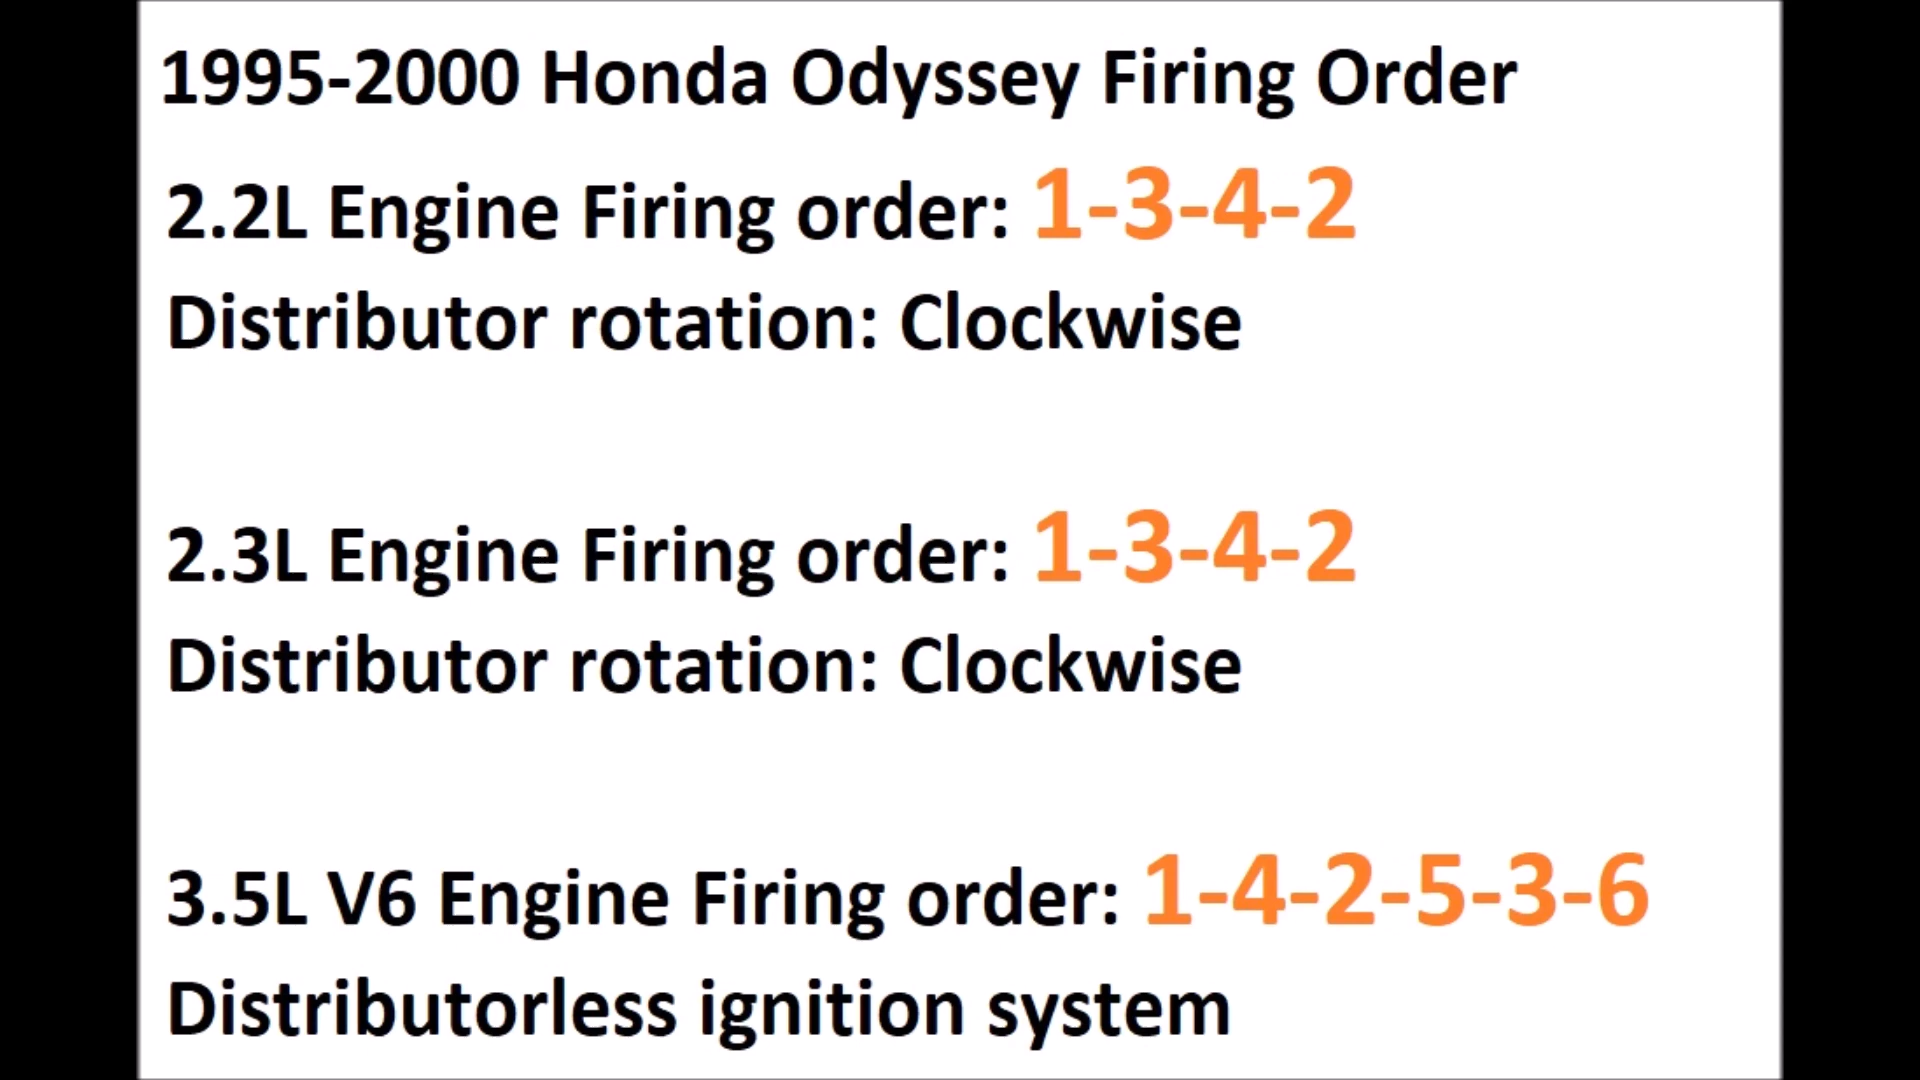 1995-2000 Honda Odyssey Firing Order
2.2L Engine Firing order: 1-3-4-2
Distributor rotation: Clockwise
2.3L Engine Firing order: 1-3-4-2
Distributor rotation: Clockwise
3.5L V6 Engine Firing order: 1-4-2-5-3-6
Distributorless ignition system